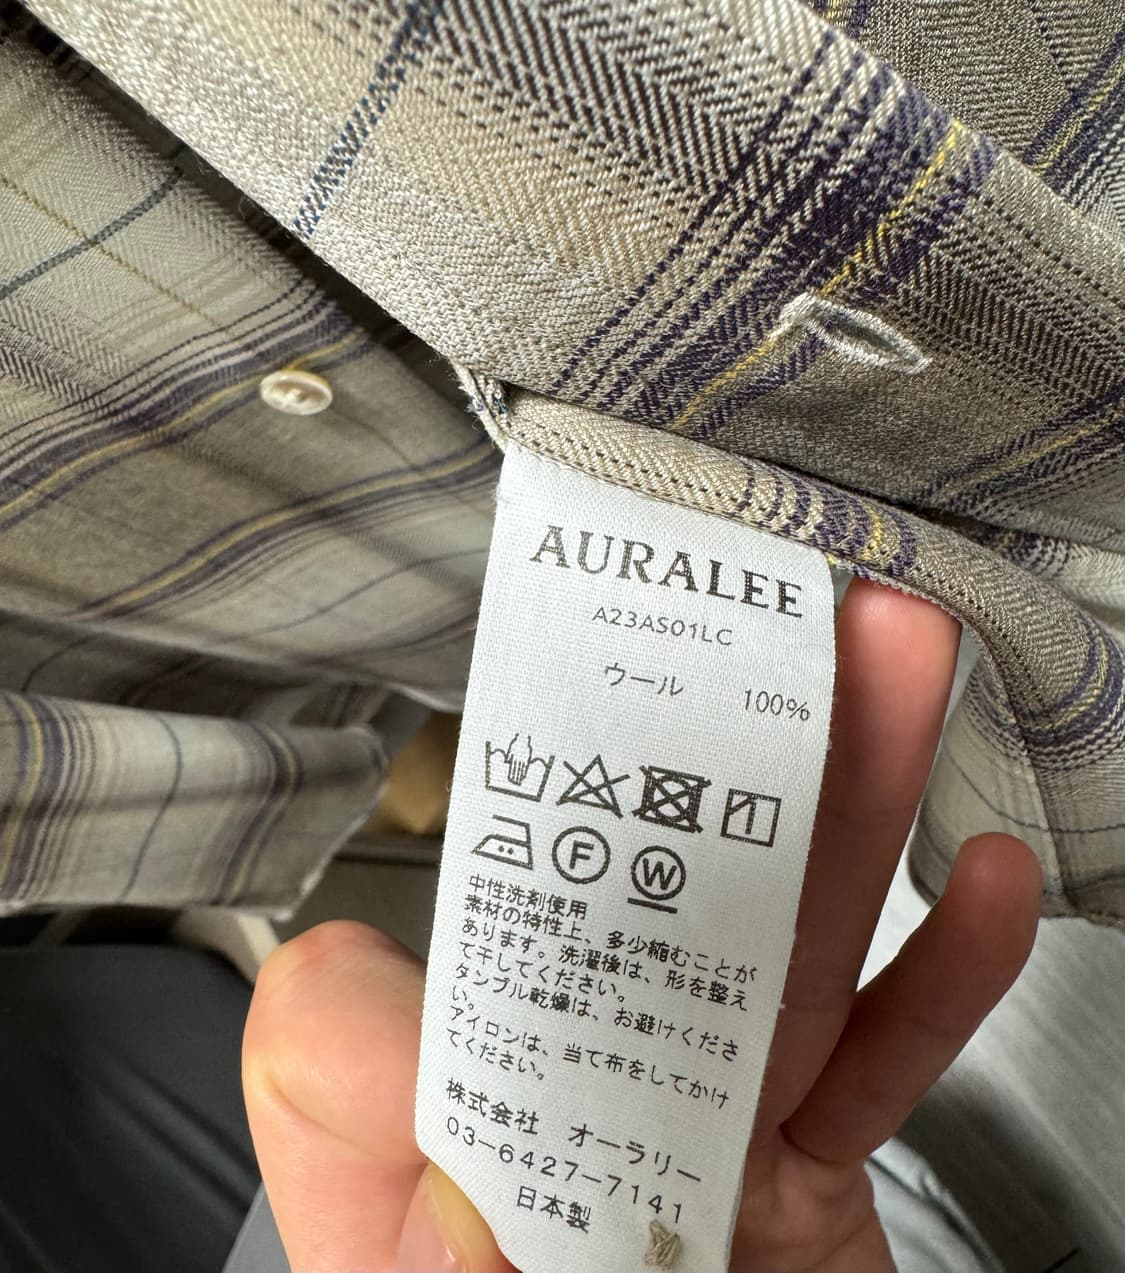 AURALEE
A23AS01LC
ウール 100%
F
W
中性洗剤使用
素材の特性上、多少縮むことが
あります。洗濯後は、形を整え
て干してください。
タンブル乾燥は、お避けくださ
い。
アイロンは、当て布をしてかけ
てください。
株式会社 オーラリー
03-6427-7141
日本製